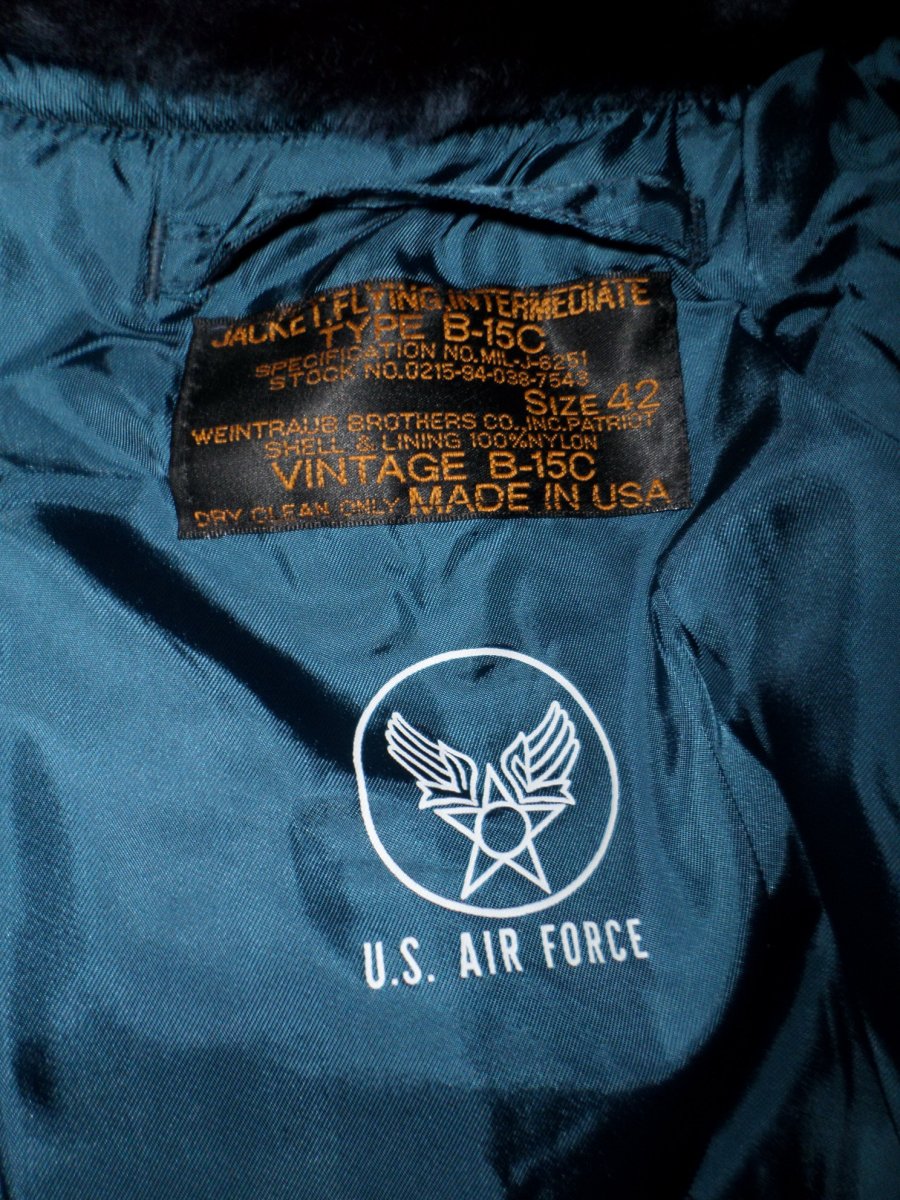 JACKET, FLYING, INTERMEDIATE
TYPE B-15C
SPECIFICATION NO. MIL-J-6251
STOCK NO. 0215-94-036-7543
SIZE 42
WEINTRAUB BROTHERS CO., INC. PATRIOT
SHELL & LINING 100% NYLON
VINTAGE B-15C
DRY CLEAN ONLY MADE IN USA
U.S. AIR FORCE